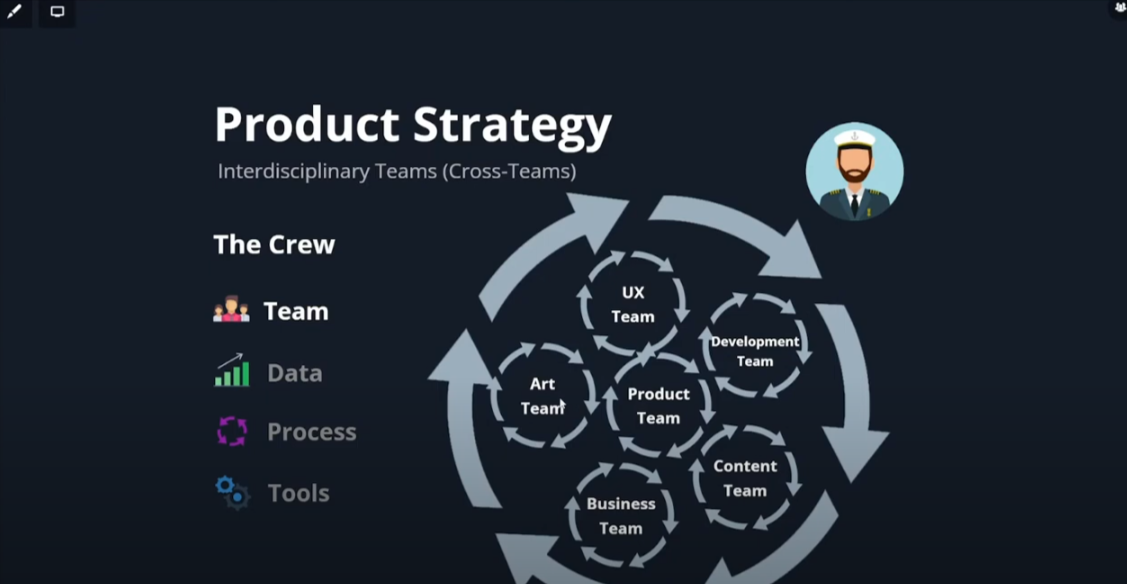 Product Strategy
Interdisciplinary Teams (Cross-Teams)
The Crew
Team
Data
Process
Tools
UX
Team
Development
Team
Art
Team
Product
Team
Content
Team
Business
Team